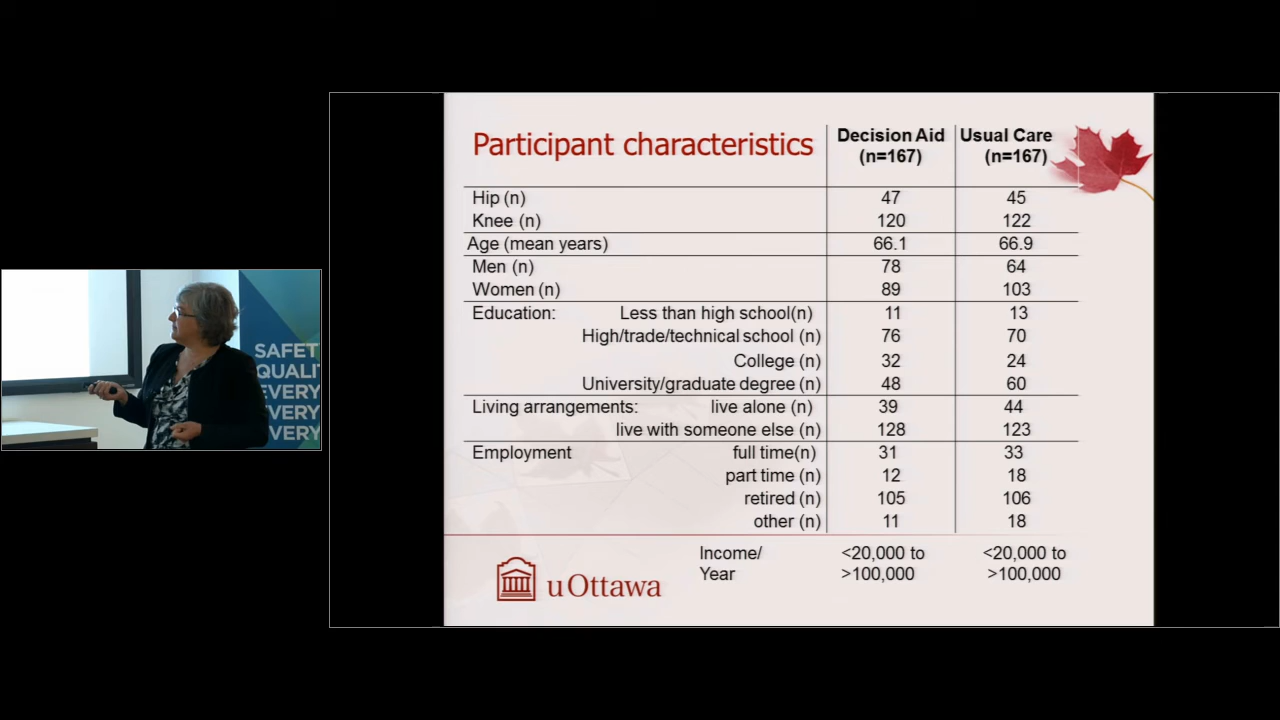 Participant characteristics
Decision Aid Usual Care
(n=167) (n=167)
Hip (n) 47 45
Knee (n) 120 122
Age (mean years) 66.1 66.9
Men (n) 78 64
Women (n) 89 103
Education: Less than high school(n) 11 13
High/trade/technical school (n) 76 70
College (n) 32 24
University/graduate degree (n) 48 60
Living arrangements: live alone (n) 39 44
live with someone else (n) 128 123
Employment full time(n) 31 33
part time (n) 12 18
retired (n) 105 106
other (n) 11 18
Income/ <20,000 to <20,000 to
Year >100,000 >100,000
uOttawa
SAFET
QUALI
EVERY
EVERY
VERY